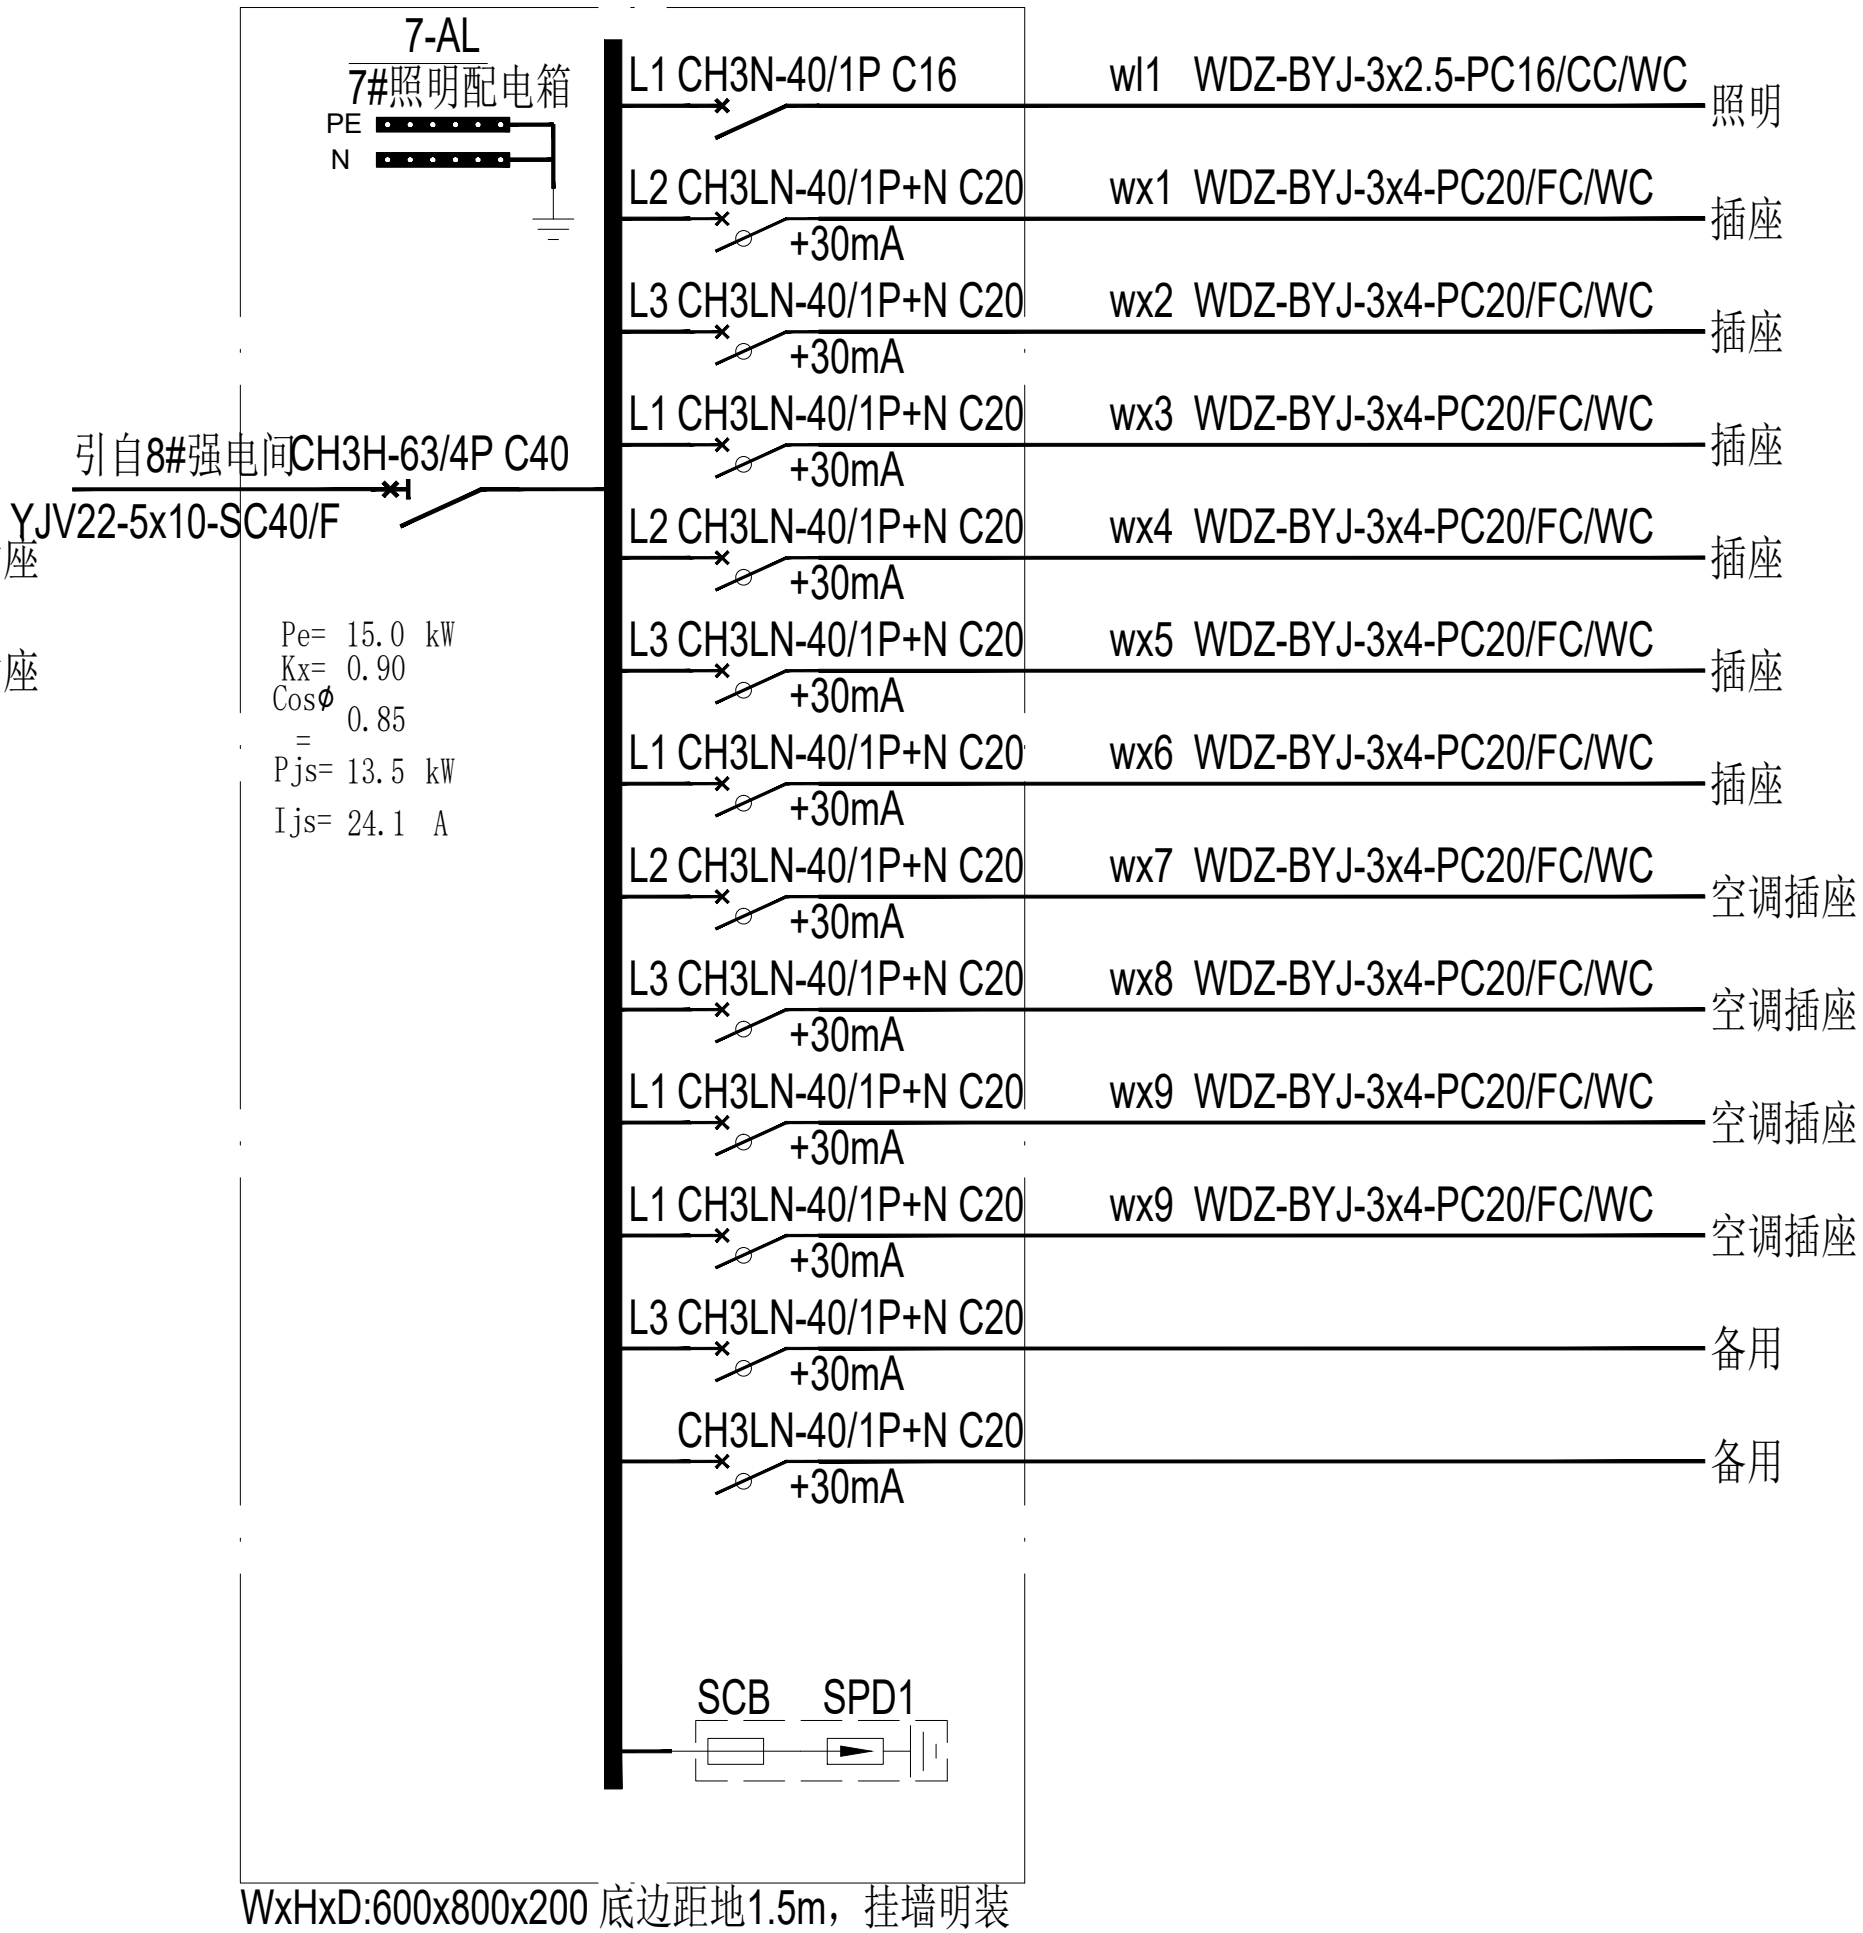 7-AL
7#照明配电箱
PE
N
L1 CH3N-40/1P C16 wl1 WDZ-BYJ-3x2.5-PC16/CC/WC 照明
L2 CH3LN-40/1P+N C20 wx1 WDZ-BYJ-3x4-PC20/FC/WC 插座
+30mA
L3 CH3LN-40/1P+N C20 wx2 WDZ-BYJ-3x4-PC20/FC/WC 插座
+30mA
L1 CH3LN-40/1P+N C20 wx3 WDZ-BYJ-3x4-PC20/FC/WC 插座
+30mA
引自8#强电间CH3H-63/4P C40
YJV22-5x10-SC40/F
座
座
L2 CH3LN-40/1P+N C20 wx4 WDZ-BYJ-3x4-PC20/FC/WC 插座
+30mA
L3 CH3LN-40/1P+N C20 wx5 WDZ-BYJ-3x4-PC20/FC/WC 插座
+30mA
Pe= 15.0 kW
Kx= 0.90
Cosφ
= 0.85
Pjs= 13.5 kW
Ijs= 24.1 A
L1 CH3LN-40/1P+N C20 wx6 WDZ-BYJ-3x4-PC20/FC/WC 插座
+30mA
L2 CH3LN-40/1P+N C20 wx7 WDZ-BYJ-3x4-PC20/FC/WC 空调插座
+30mA
L3 CH3LN-40/1P+N C20 wx8 WDZ-BYJ-3x4-PC20/FC/WC 空调插座
+30mA
L1 CH3LN-40/1P+N C20 wx9 WDZ-BYJ-3x4-PC20/FC/WC 空调插座
+30mA
L1 CH3LN-40/1P+N C20 wx9 WDZ-BYJ-3x4-PC20/FC/WC 空调插座
+30mA
L3 CH3LN-40/1P+N C20 备用
+30mA
CH3LN-40/1P+N C20 备用
+30mA
SCB SPD1
WxHxD:600x800x200 底边距地1.5m，挂墙明装